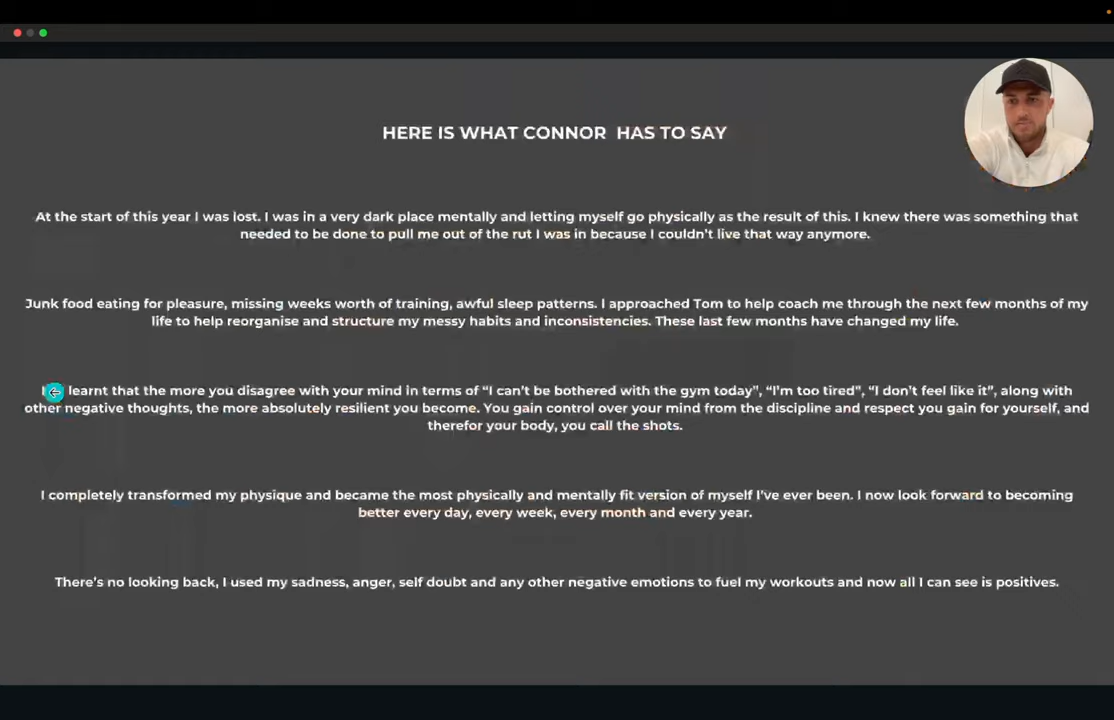 HERE IS WHAT CONNOR HAS TO SAY
At the start of this year I was lost. I was in a very dark place mentally and letting myself go physically as the result of this. I knew there was something that
needed to be done to pull me out of the rut I was in because I couldn't live that way anymore.
Junk food eating for pleasure, missing weeks worth of training, awful sleep patterns. I approached Tom to help coach me through the next few months of my
life to help reorganise and structure my messy habits and inconsistencies. These last few months have changed my life.
learnt that the more you disagree with your mind in terms of “I can't be bothered with the gym today”, “I'm too tired”, “I don't feel like it”, along with
other negative thoughts, the more absolutely resilient you become. You gain control over your mind from the discipline and respect you gain for yourself, and
therefor your body, you call the shots.
I completely transformed my physique and became the most physically and mentally fit version of myself I've ever been. I now look forward to becoming
better every day, every week, every month and every year.
There's no looking back, I used my sadness, anger, self doubt and any other negative emotions to fuel my workouts and now all I can see is positives.